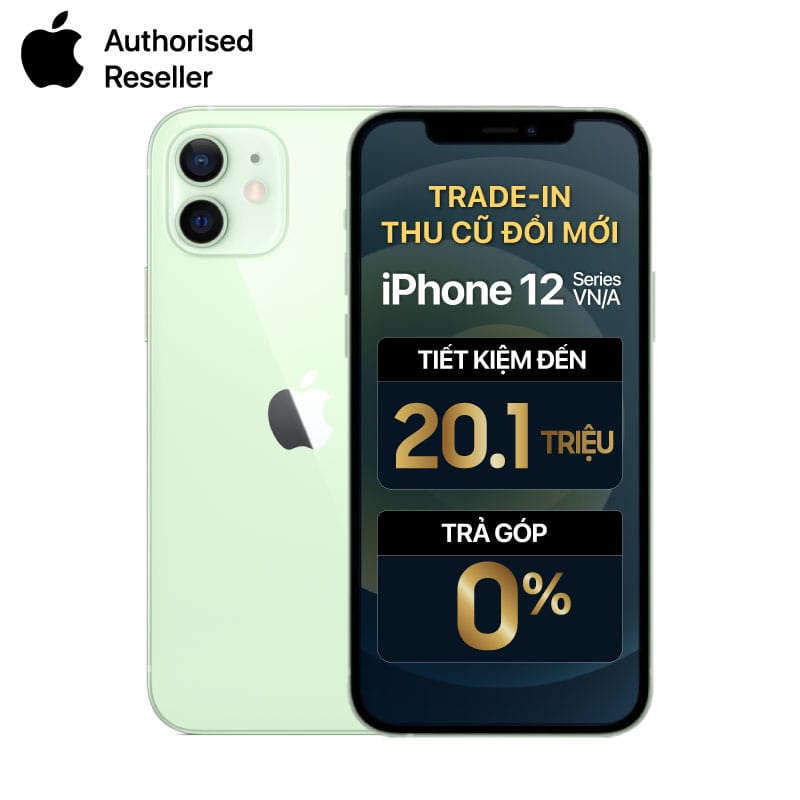 Authorised
Reseller
TRADE-IN
THU CŨ ĐỔI MỚI
iPhone 12 Series VN/A
TIẾT KIỆM ĐẾN
20.1 TRIỆU
TRẢ GÓP
0%